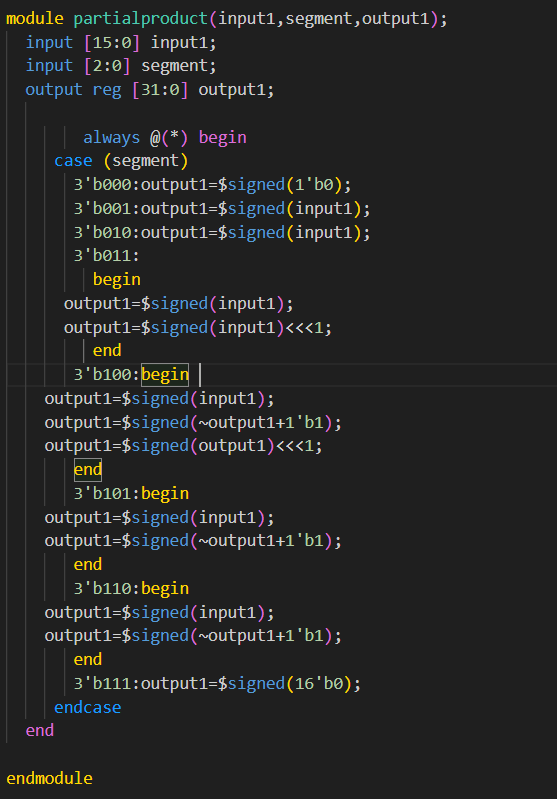 module partialproduct(input1,segment,output1);
input [15:0] input1;
input [2:0] segment;
output reg [31:0] output1;
always @(*) begin
case (segment)
3'b000:output1=$signed(1'b0);
3'b001:output1=$signed(input1);
3'b010:output1=$signed(input1);
3'b011:
begin
output1=$signed(input1);
output1=$signed(input1)<<<1;
end
3'b100:begin
output1=$signed(input1);
output1=$signed(~output1+1'b1);
output1=$signed(output1)<<<1;
end
3'b101:begin
output1=$signed(input1);
output1=$signed(~output1+1'b1);
end
3'b110:begin
output1=$signed(input1);
output1=$signed(~output1+1'b1);
end
3'b111:output1=$signed(16'b0);
endcase
end
endmodule